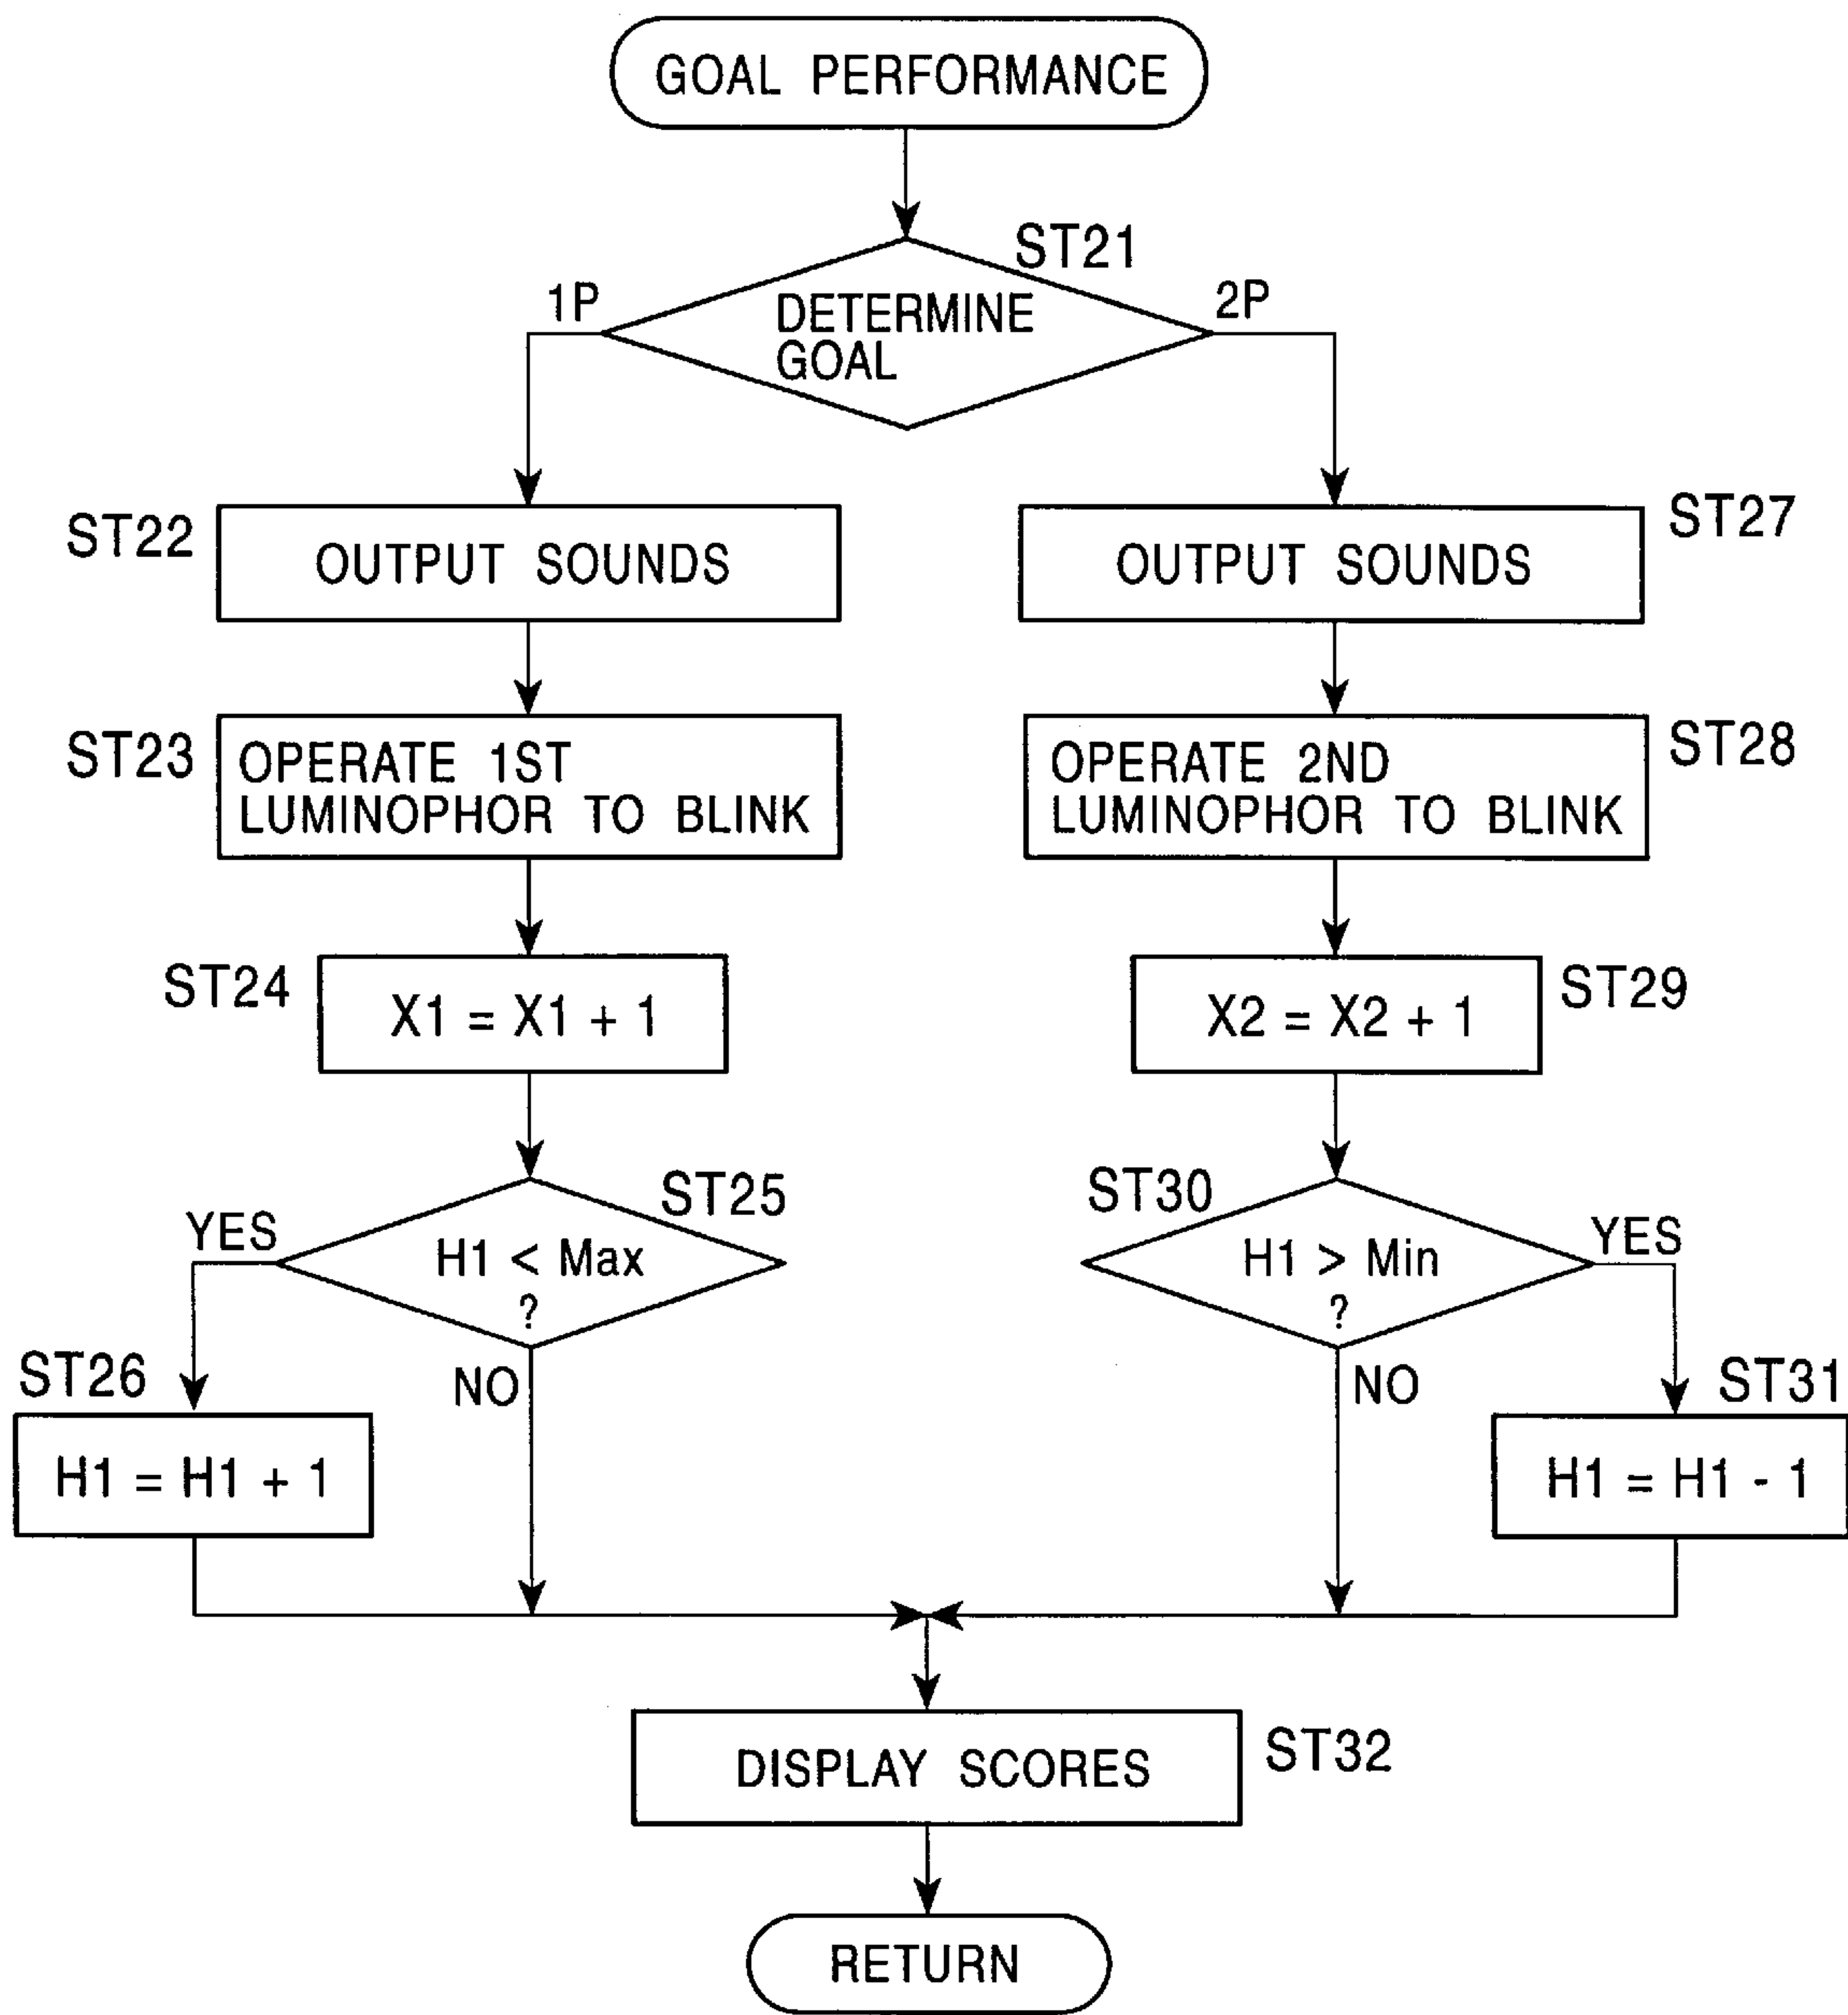 GOAL PERFORMANCE
ST21
1P
DETERMINE
GOAL
2P
ST22
OUTPUT SOUNDS
OUTPUT SOUNDS
ST27
ST23
OPERATE 1ST
LUMINOPHOR TO BLINK
OPERATE 2ND
LUMINOPHOR TO BLINK
ST28
ST24
X1 = X1 + 1
X2 = X2 + 1
ST29
ST25
YES
H1 < Max
?
NO
ST30
H1 > Min
?
YES
NO
ST26
H1 = H1 + 1
ST31
H1 = H1 - 1
DISPLAY SCORES
ST32
RETURN